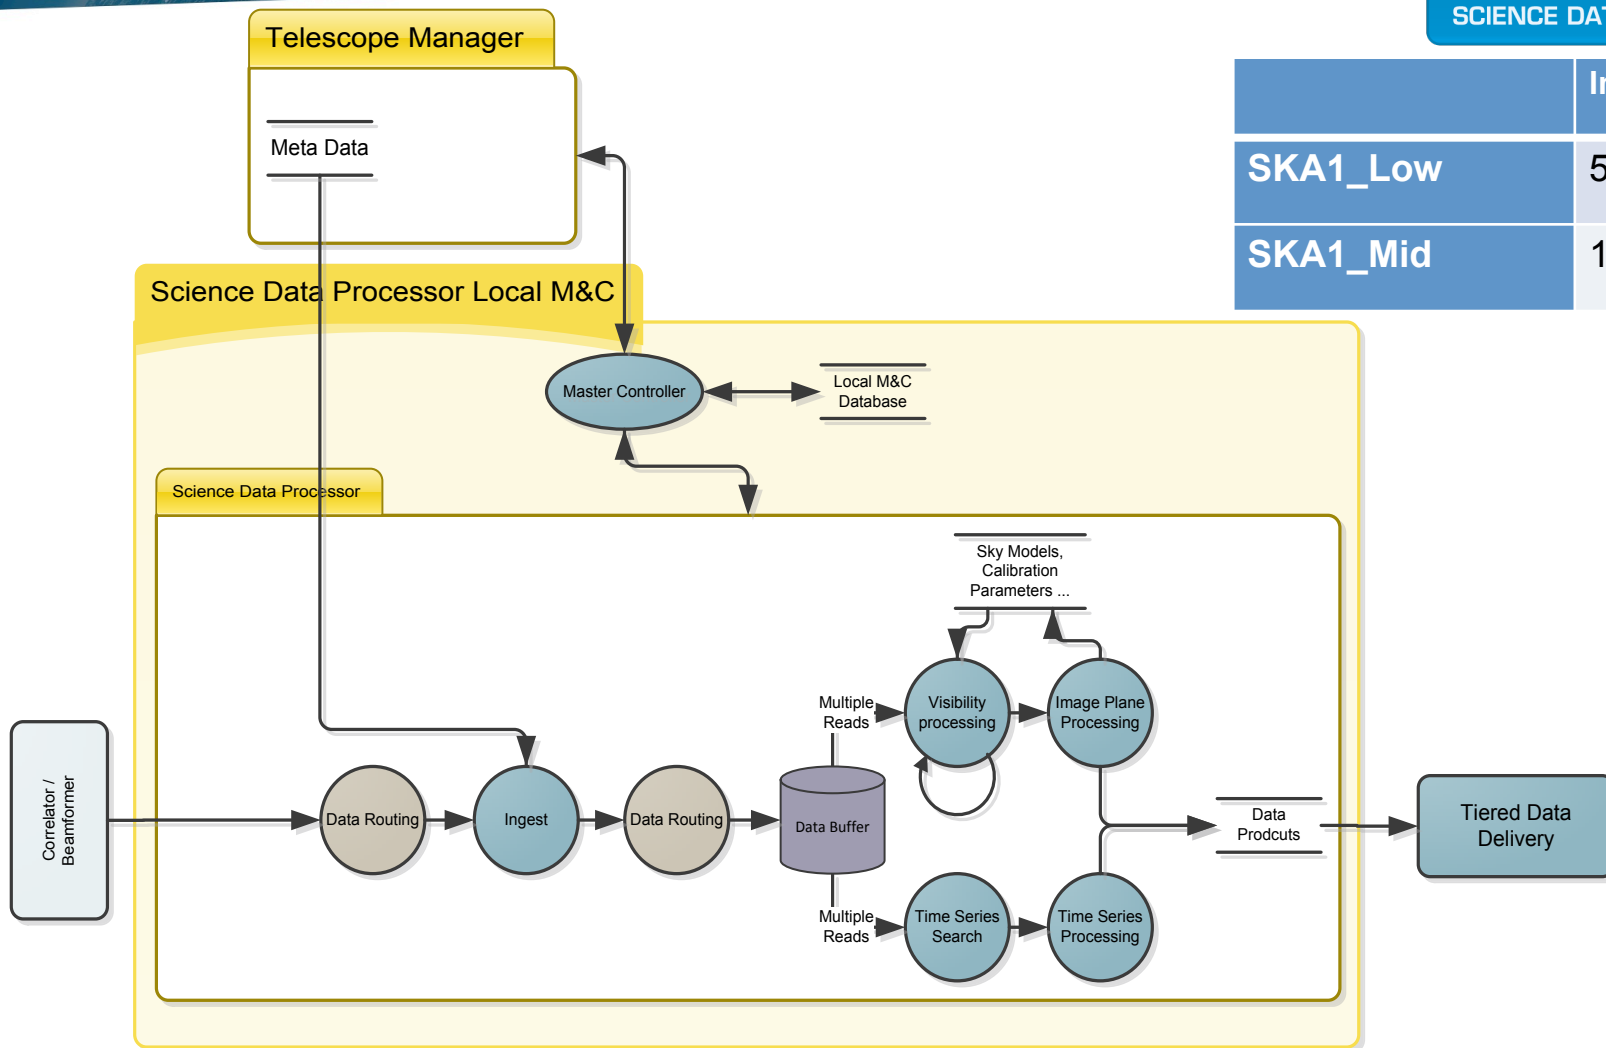 SCIENCE
Telescope Manager
Meta Data
SKA1_Low
5
SKA1_Mid
1
Science Data Processor Local M&C
Master Controller
Local M&C
Database
Science Data Processor
Sky Models,
Calibration
Parameters ...
Multiple
Reads
Visibility
processing
Image Plane
Processing
Correlator /
Beamformer
Data Routing
Ingest
Data Routing
Data Buffer
Data
Prodcuts
Tiered Data
Delivery
Multiple
Reads
Time Series
Search
Time Series
Processing